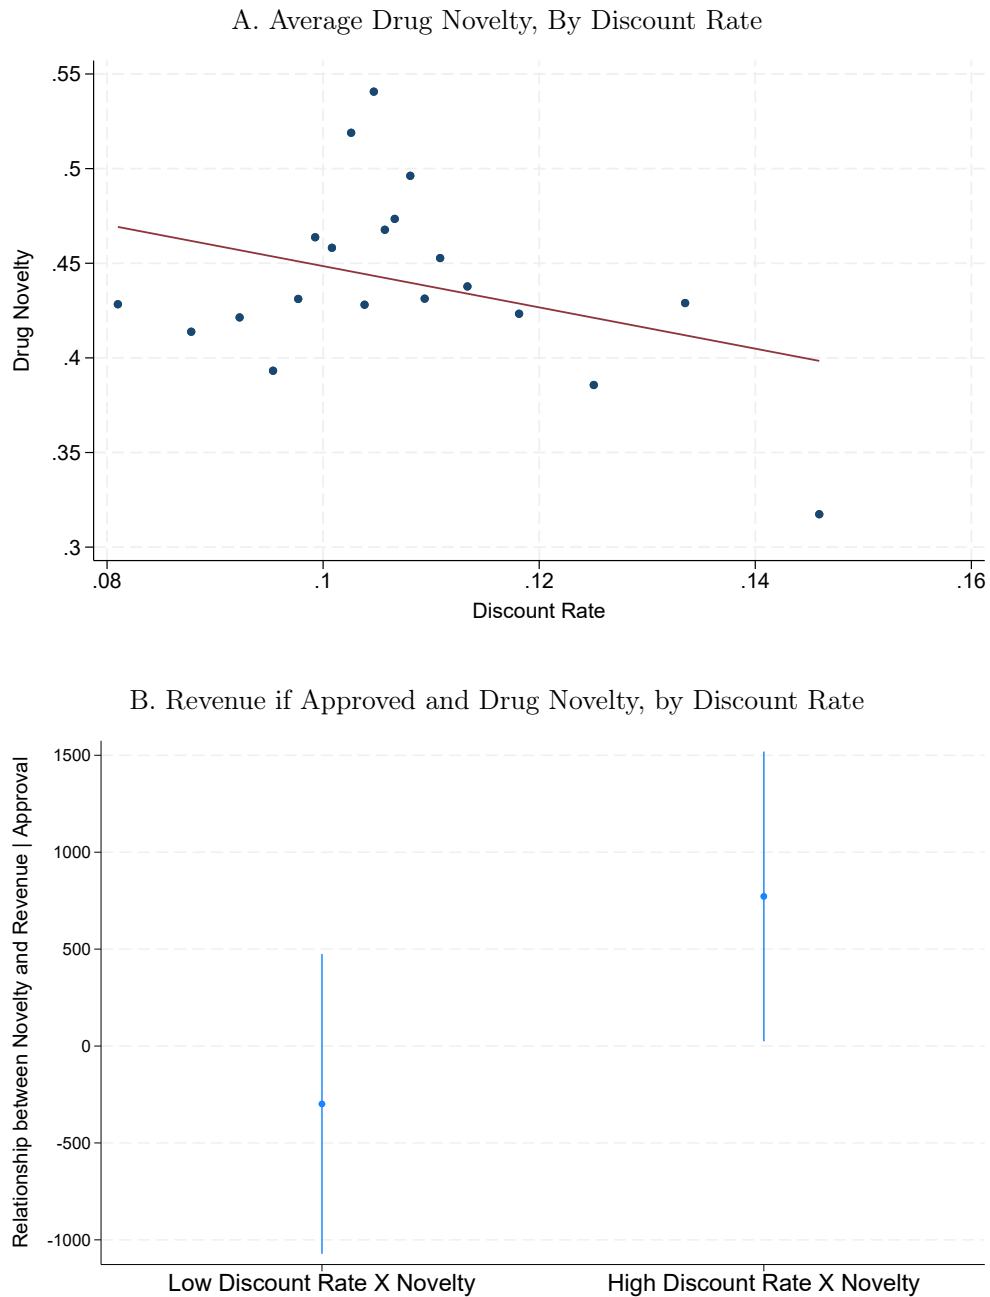 A. Average Drug Novelty, By Discount Rate
.55
.5
.45
.4
.35
.3
Drug Novelty
.08 .1 .12 .14 .16
Discount Rate
B. Revenue if Approved and Drug Novelty, by Discount Rate
1500
1000
500
0
-500
-1000
Relationship between Novelty and Revenue | Approval
Low Discount Rate X Novelty High Discount Rate X Novelty